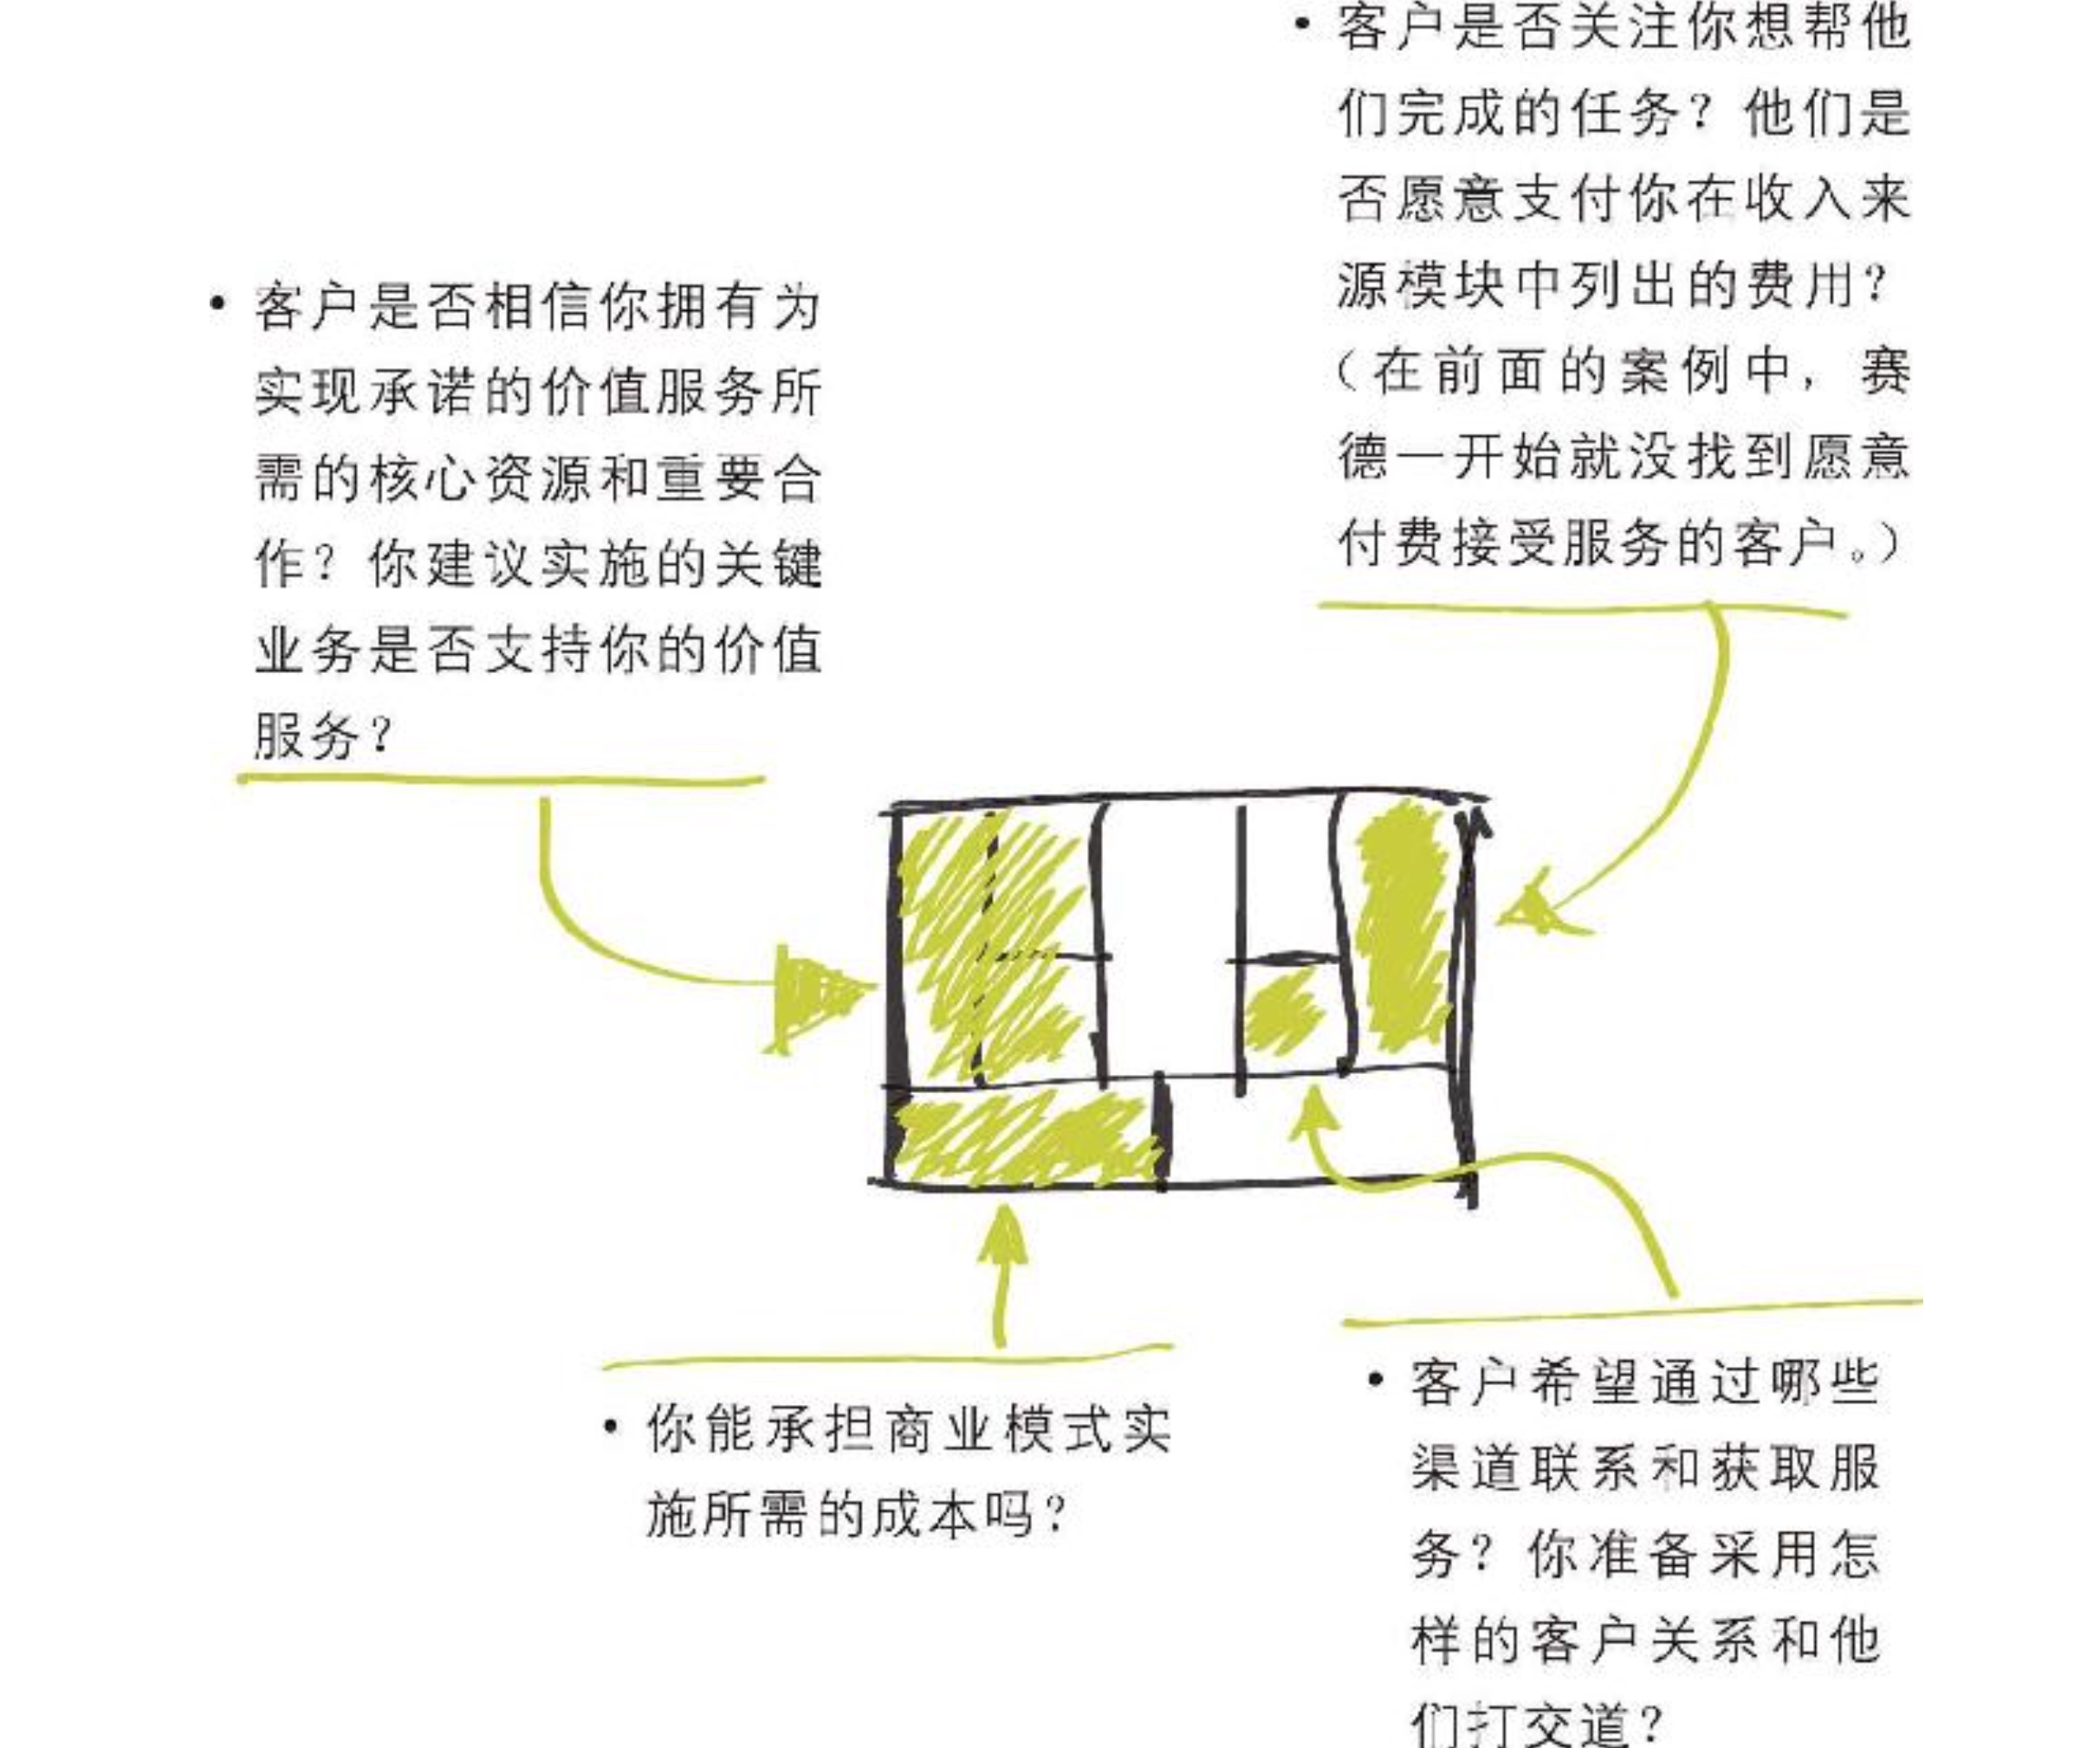 • 客户是否关注你想帮他
们完成的任务？他们是
否愿意支付你在收入来
源模块中列出的费用？
（在前面的案例中，赛
德一开始就没找到愿意
付费接受服务的客户。）
• 客户是否相信你拥有为
实现承诺的价值服务所
需的核心资源和重要合
作？你建议实施的关键
业务是否支持你的价值
服务？
• 你能承担商业模式实
施所需的成本吗？
• 客户希望通过哪些
渠道联系和获取服
务？你准备采用怎
样的客户关系和他
们打交道？